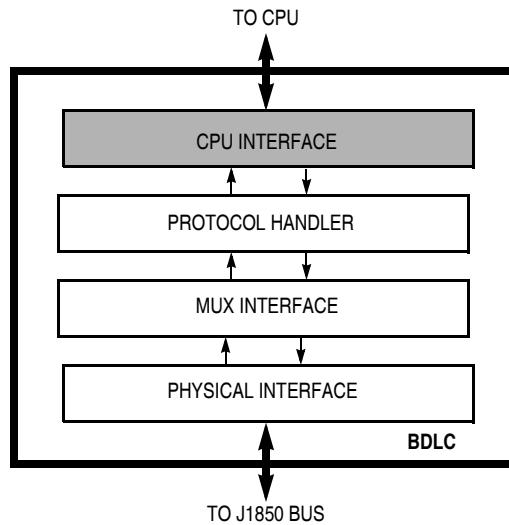 TO CPU
CPU INTERFACE
PROTOCOL HANDLER
MUX INTERFACE
PHYSICAL INTERFACE
BDLC
TO J1850 BUS